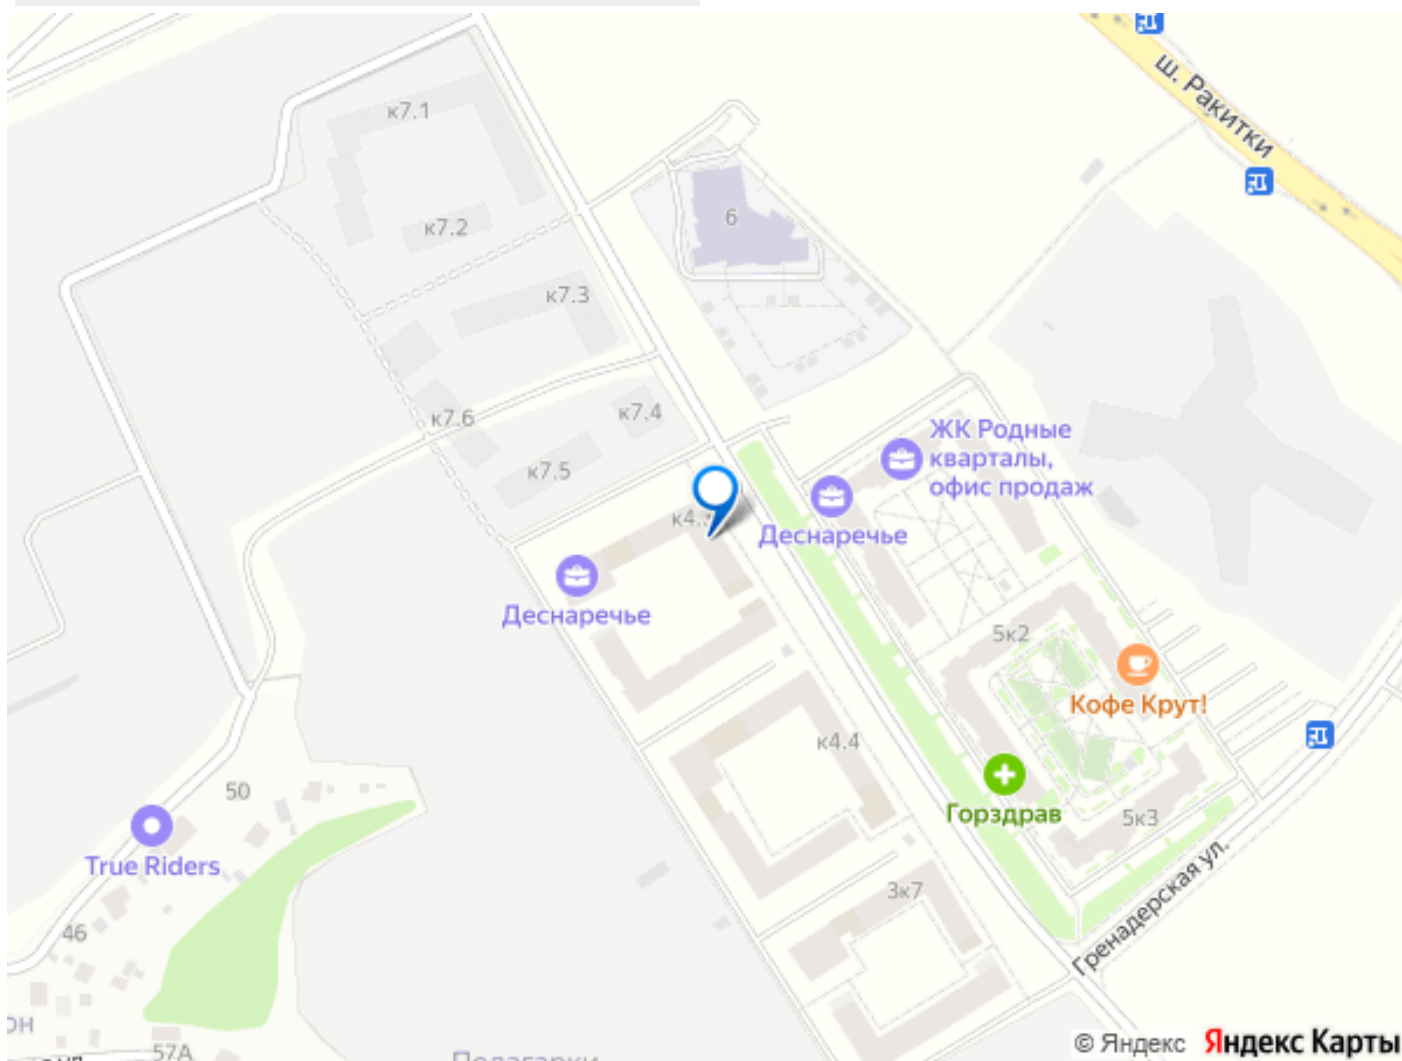 ш. Ракитки
к7.1
6
к7.2
к7.3
к7.4
к7.6
к7.5
ЖК Родные
кварталы,
офис продаж
к4.
Деснаречье
Деснаречье
5к2
Кофе Крут!
к4.4
50
Горздрав
5к3
True Riders
Гренадерская ул.
3к7
46
он
57А
© Яндекс Яндекс Карты